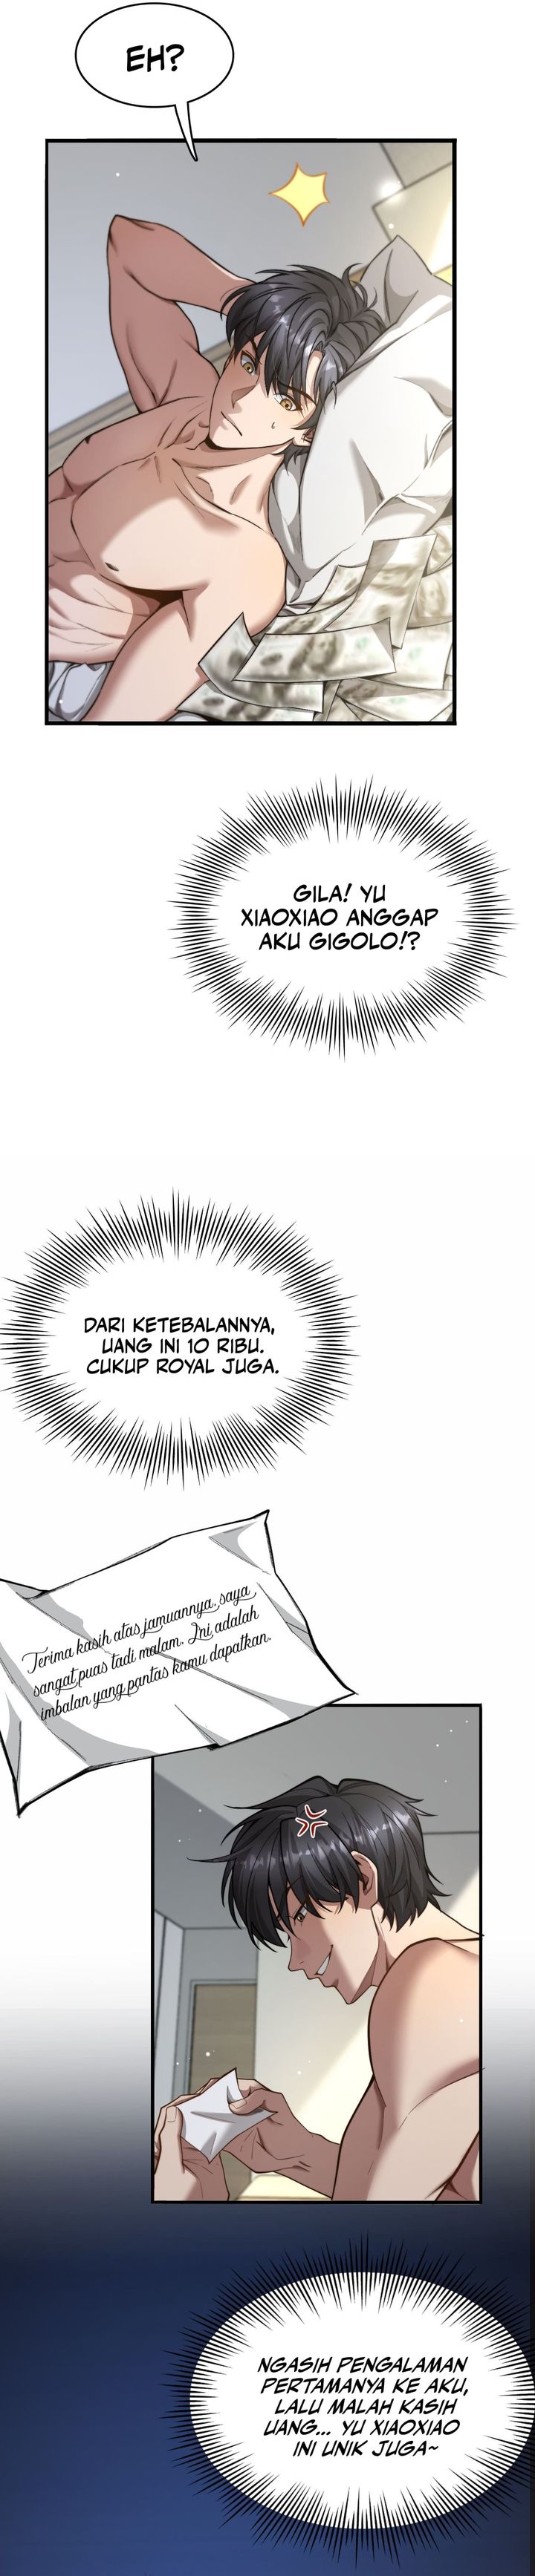 EH?
GILA! YU
XIAOXIAO ANGGAP
AKU GIGOLO!?
DARI KETEBALANNYA,
UANG INI 10 RIBU.
CUKUP ROYAL JUGA.
Terima kasih atas jamuannya, saya
sangat puas tadi malam. Ini adalah
imbalan yang pantas kamu dapatkan.
NGASIH PENGALAMAN
PERTAMANYA KE AKU,
LALU MALAH KASIH
UANG... YU XIAOXIAO
INI UNIK JUGA~